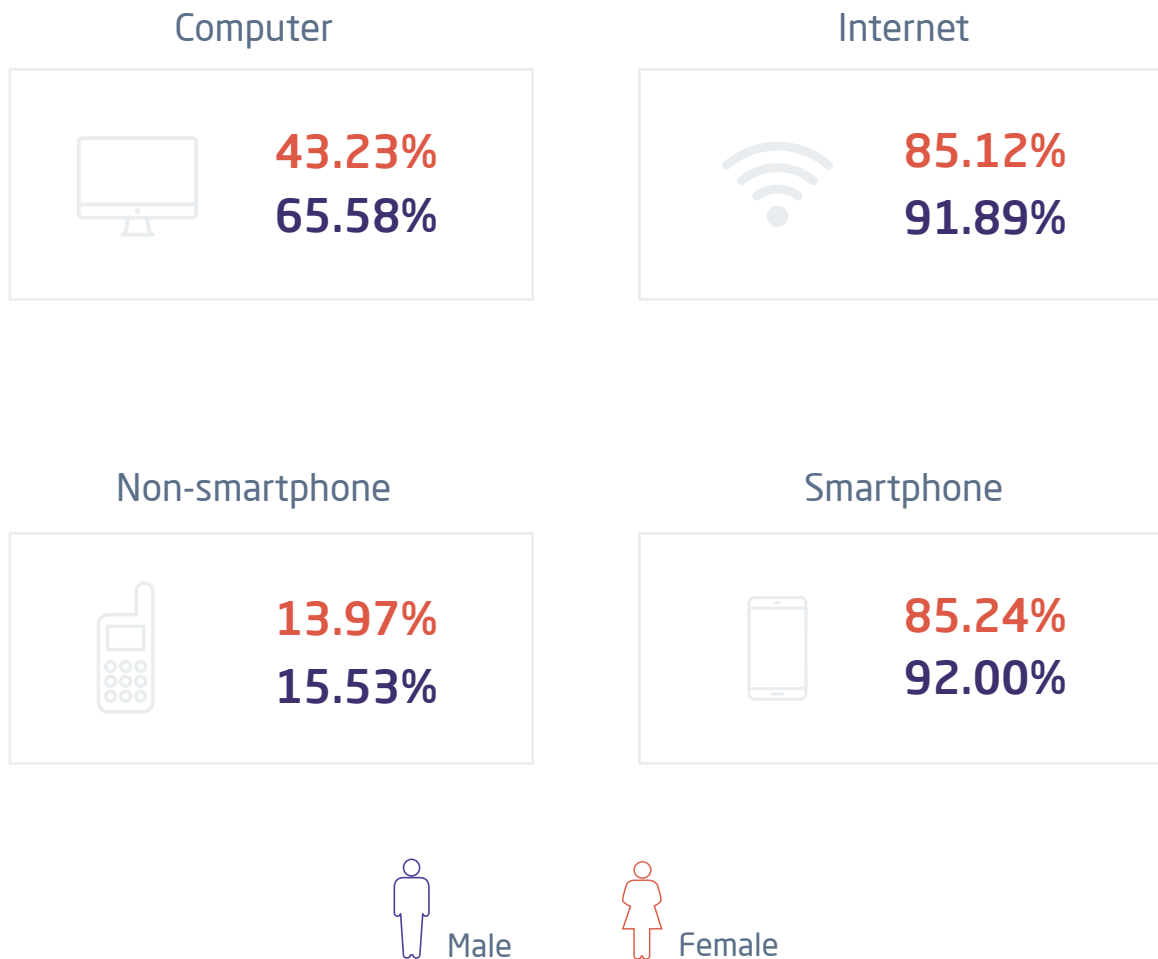 Computer
43.23%
65.58%
Internet
85.12%
91.89%
Non-smartphone
13.97%
15.53%
Smartphone
85.24%
92.00%
Male
Female